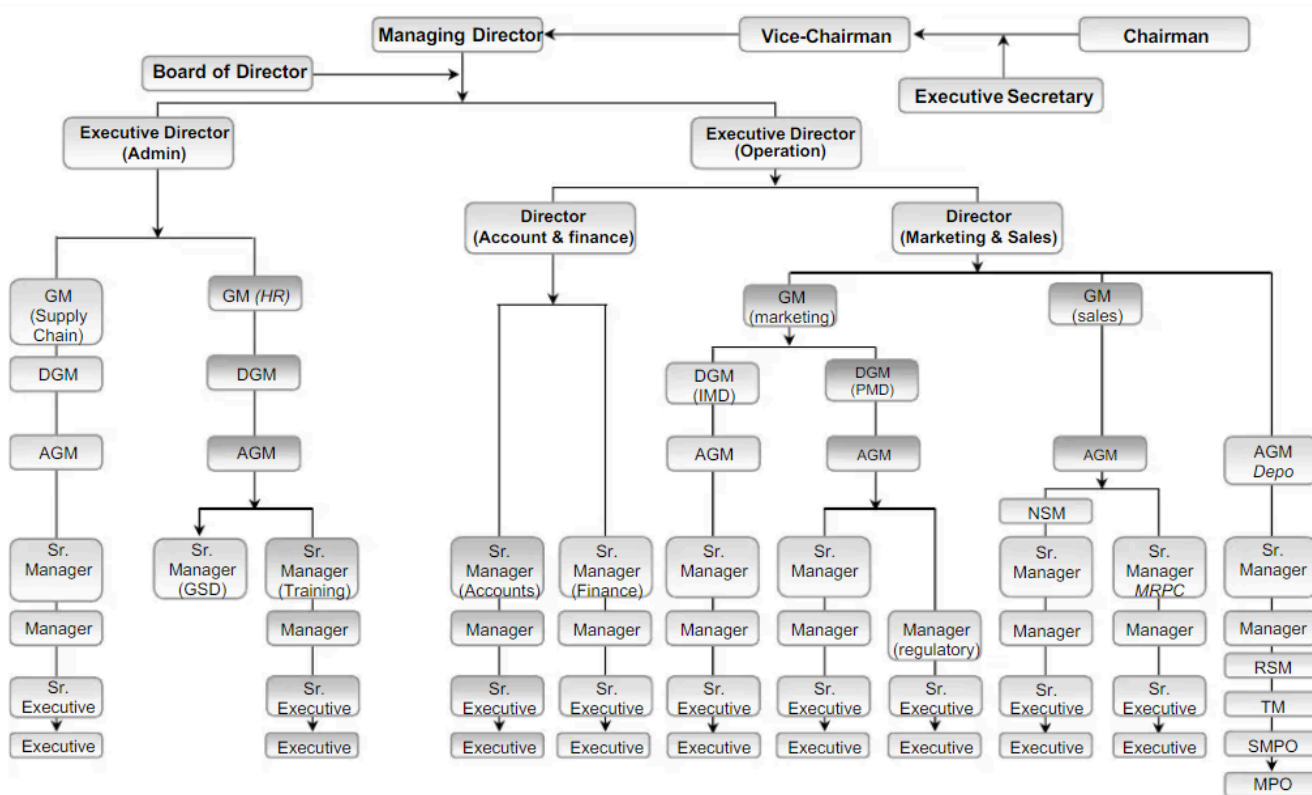 Managing Director
Vice-Chairman
Chairman
Board of Director
Executive Secretary
Executive Director
(Admin)
Executive Director
(Operation)
Director
(Account & finance)
Director
(Marketing & Sales)
GM
(Supply
Chain)
GM (HR)
GM
(marketing)
GM
(sales)
DGM
DGM
DGM
(IMD)
DGM
(PMD)
AGM
AGM
AGM
AGM
AGM
AGM
Depo
NSM
Sr.
Manager
Sr.
Manager
(GSD)
Sr.
Manager
(Training)
Sr.
Manager
(Accounts)
Sr.
Manager
(Finance)
Sr.
Manager
Sr.
Manager
Sr.
Manager
Sr.
Manager
MRPC
Sr.
Manager
Manager
Manager
Manager
Manager
Manager
Manager
Manager
(regulatory)
Manager
Manager
Manager
RSM
Sr.
Executive
Sr.
Executive
Sr.
Executive
Sr.
Executive
Sr.
Executive
Sr.
Executive
Sr.
Executive
Sr.
Executive
Sr.
Executive
TM
Executive
Executive
Executive
Executive
Executive
Executive
Executive
Executive
Executive
SMPO
MPO